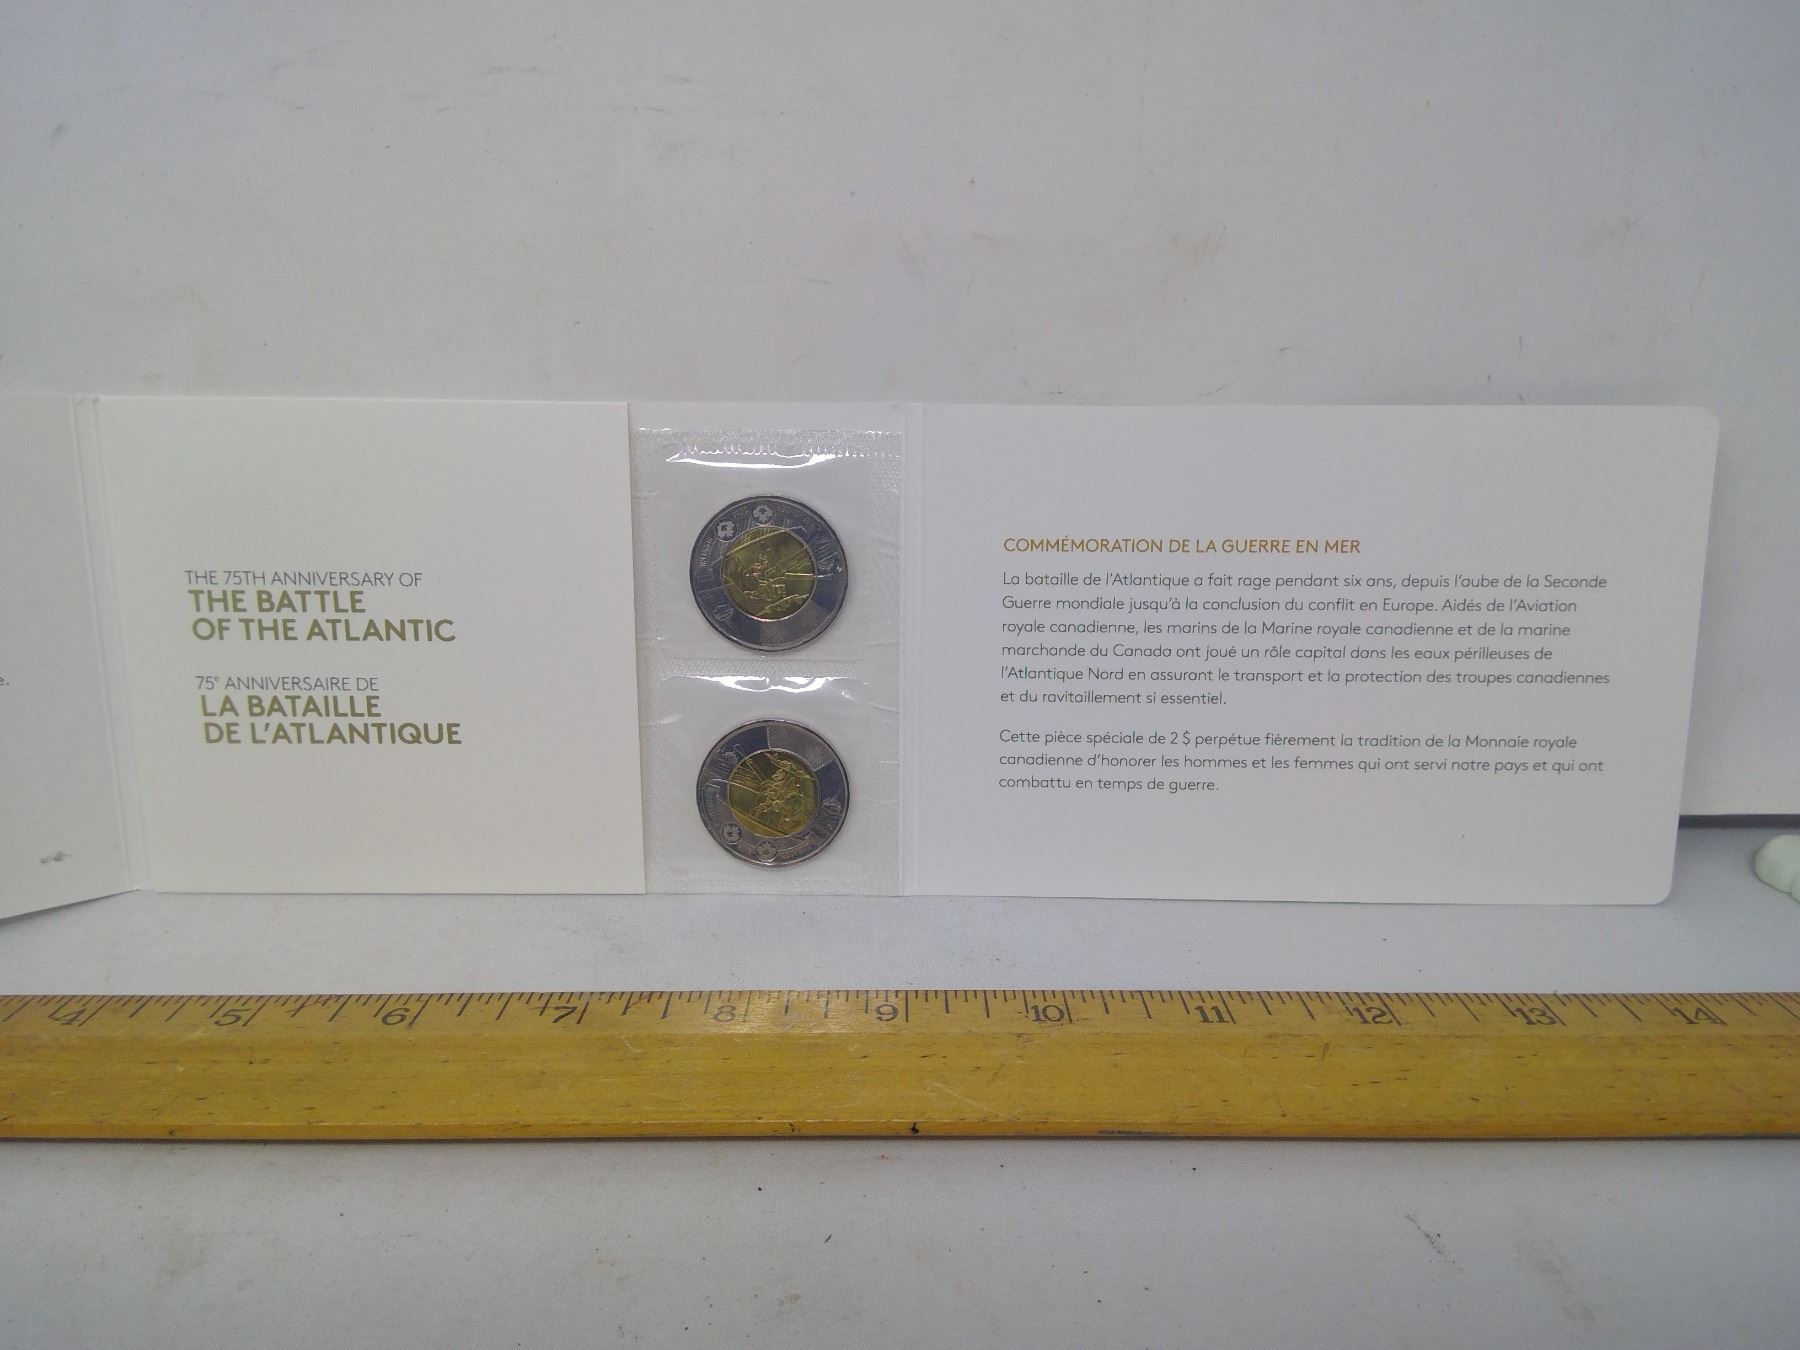 e.
THE 75TH ANNIVERSARY OF
THE BATTLE
OF THE ATLANTIC
75e ANNIVERSAIRE DE
LA BATAILLE
DE L'ATLANTIQUE
COMMÉMORATION DE LA GUERRE EN MER
La bataille de l'Atlantique a fait rage pendant six ans, depuis l'aube de la Seconde
Guerre mondiale jusqu'à la conclusion du conflit en Europe. Aidés de l'Aviation
royale canadienne, les marins de la Marine royale canadienne et de la marine
marchande du Canada ont joué un rôle capital dans les eaux périlleuses de
l'Atlantique Nord en assurant le transport et la protection des troupes canadiennes
et du ravitaillement si essentiel.
Cette pièce spéciale de 2 $ perpétue fièrement la tradition de la Monnaie royale
canadienne d'honorer les hommes et les femmes qui ont servi notre pays et qui ont
combattu en temps de guerre.
4 5 6 7 8 9 10 11 12 13 14